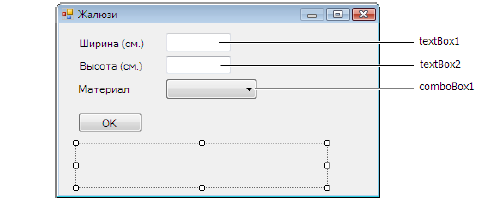 Жалюзи
Ширина (см.) textBox1
Высота (см.) textBox2
Материал comboBox1
OK